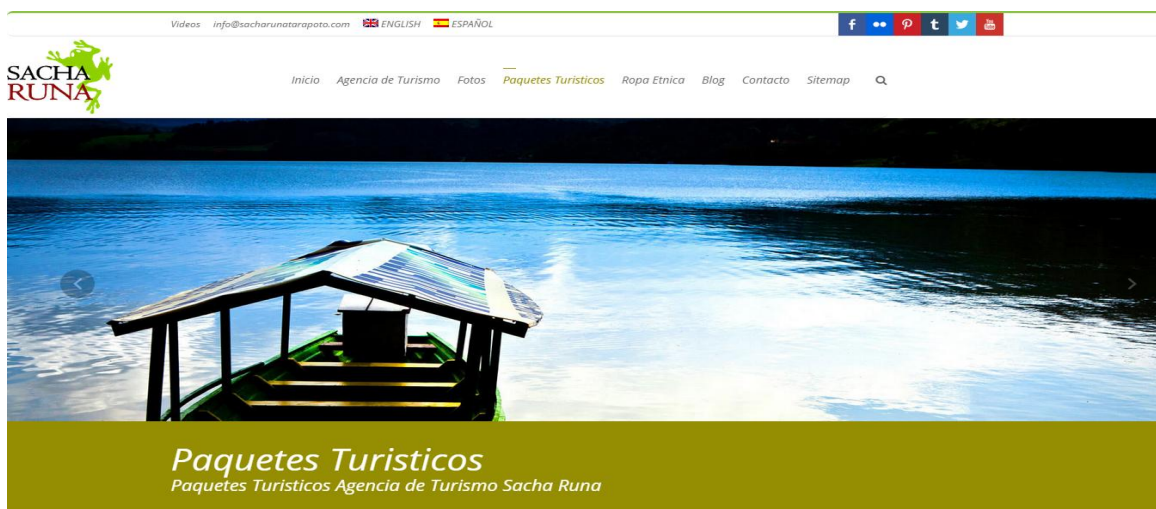 Videos info@sacharunatarapoto.com ENGLISH ESPAÑOL
SACHA
RUNA
Inicio Agencia de Turismo Fotos Paquetes Turisticos Ropa Etnica Blog Contacto Sitemap
Paquetes Turisticos
Paquetes Turisticos Agencia de Turismo Sacha Runa